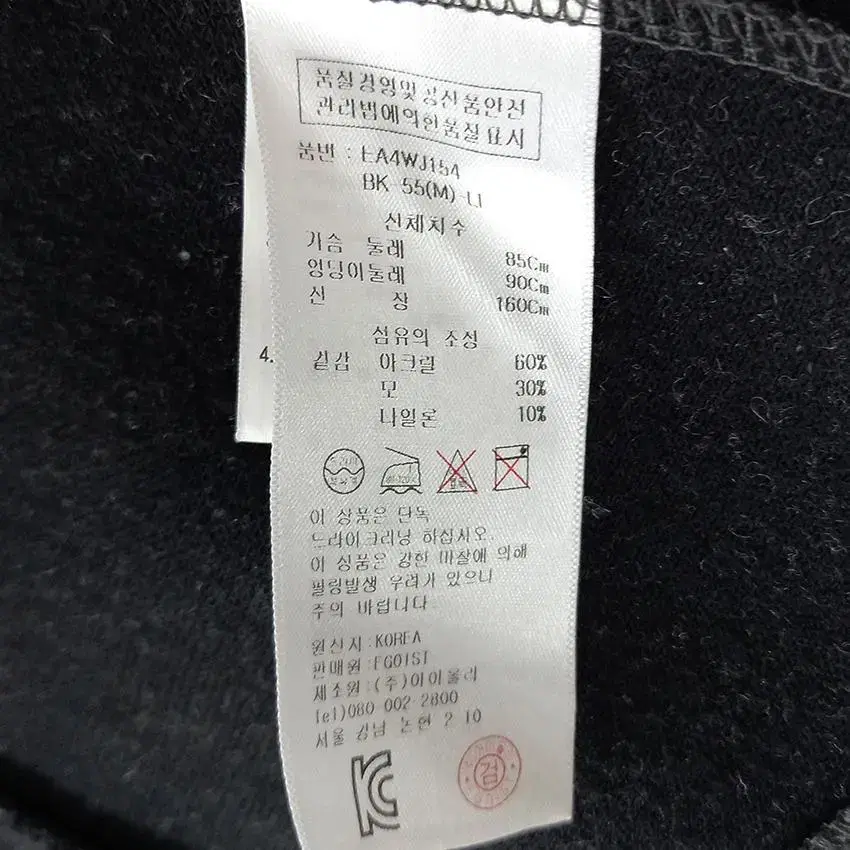 품질경영및공산품안전
관리법에의한품질표시
품번 : EA4WJ154
BK 55(M)-LI
신체치수
가슴 둘레 85Cm
엉덩이둘레 90Cm
신 장 160Cm
섬유의 조성
4.
겉감 아크릴 60%
모 30%
나일론 10%
드라이
이 상품은 단독
드라이크리닝 하십시오.
이 상품은 강한 마찰에 의해
필링발생 우려가 있으니
주의 바랍니다.
원산지:KOREA
판매원:EGOIST
제조원:(주)아이올리
Tel)080 002 2800
서울 강남 논현 2 10
검